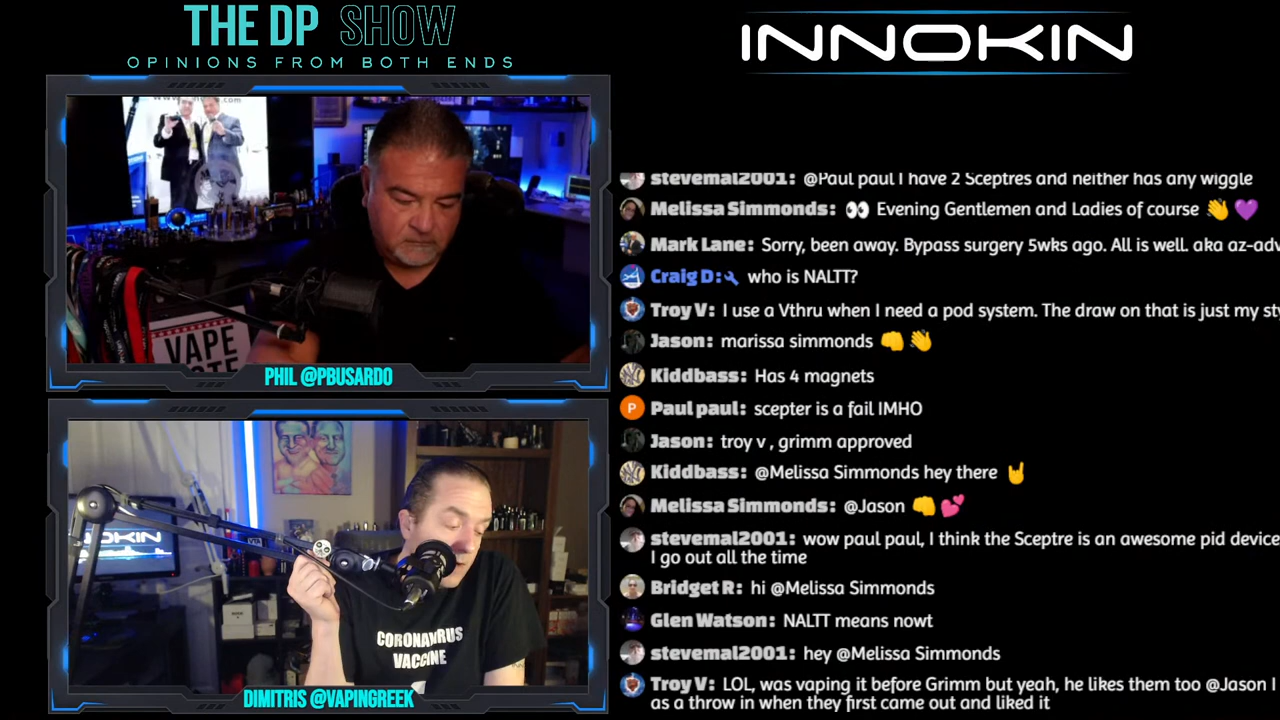 THE DP SHOW
OPINIONS FROM BOTH ENDS
INNOKIN
.com
VAPE
PHIL @PBUSARDO
INNOKIN
CORONAVIRUS
VACCINE
DIMITRIS @VAPINGREEK
stevemal2001: @Paul paul I have 2 Sceptres and neither has any wiggle
Melissa Simmonds: 👀 Evening Gentlemen and Ladies of course 👋💜
Mark Lane: Sorry, been away. Bypass surgery 5wks ago. All is well. aka az-adv
Craig D: who is NALTT?
Troy V: I use a Vthru when I need a pod system. The draw on that is just my st
Jason: marissa simmonds 👊👋
Kiddbass: Has 4 magnets
P Paul paul: scepter is a fail IMHO
Jason: troy v , grimm approved
Kiddbass: @Melissa Simmonds hey there 🤘
Melissa Simmonds: @Jason 👊💕
stevemal2001: wow paul paul, I think the Sceptre is an awesome pid device
I go out all the time
Bridget R: hi @Melissa Simmonds
Glen Watson: NALTT means nowt
stevemal2001: hey @Melissa Simmonds
Troy V: LOL, was vaping it before Grimm but yeah, he likes them too @Jason I
as a throw in when they first came out and liked it